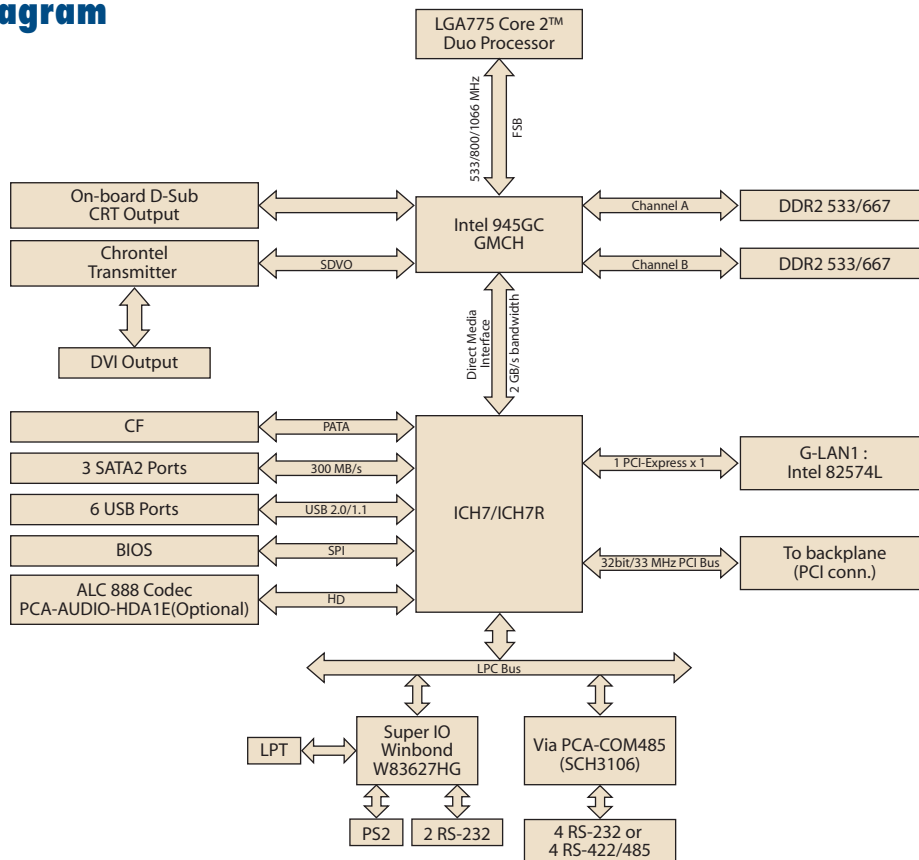 agram
LGA775 Core 2™
Duo Processor
533/800/1066 MHz
FSB
On-board D-Sub
CRT Output
Intel 945GC
GMCH
Channel A
DDR2 533/667
Chrontel
Transmitter
SDVO
Channel B
DDR2 533/667
DVI Output
Direct Media
Interface
2 GB/s bandwidth
CF
PATA
3 SATA2 Ports
300 MB/s
6 USB Ports
USB 2.0/1.1
BIOS
SPI
ALC 888 Codec
PCA-AUDIO-HDA1E(Optional)
HD
ICH7/ICH7R
1 PCI-Express x 1
G-LAN1 :
Intel 82574L
32bit/33 MHz PCI Bus
To backplane
(PCI conn.)
LPC Bus
LPT
Super IO
Winbond
W83627HG
Via PCA-COM485
(SCH3106)
PS2
2 RS-232
4 RS-232 or
4 RS-422/485